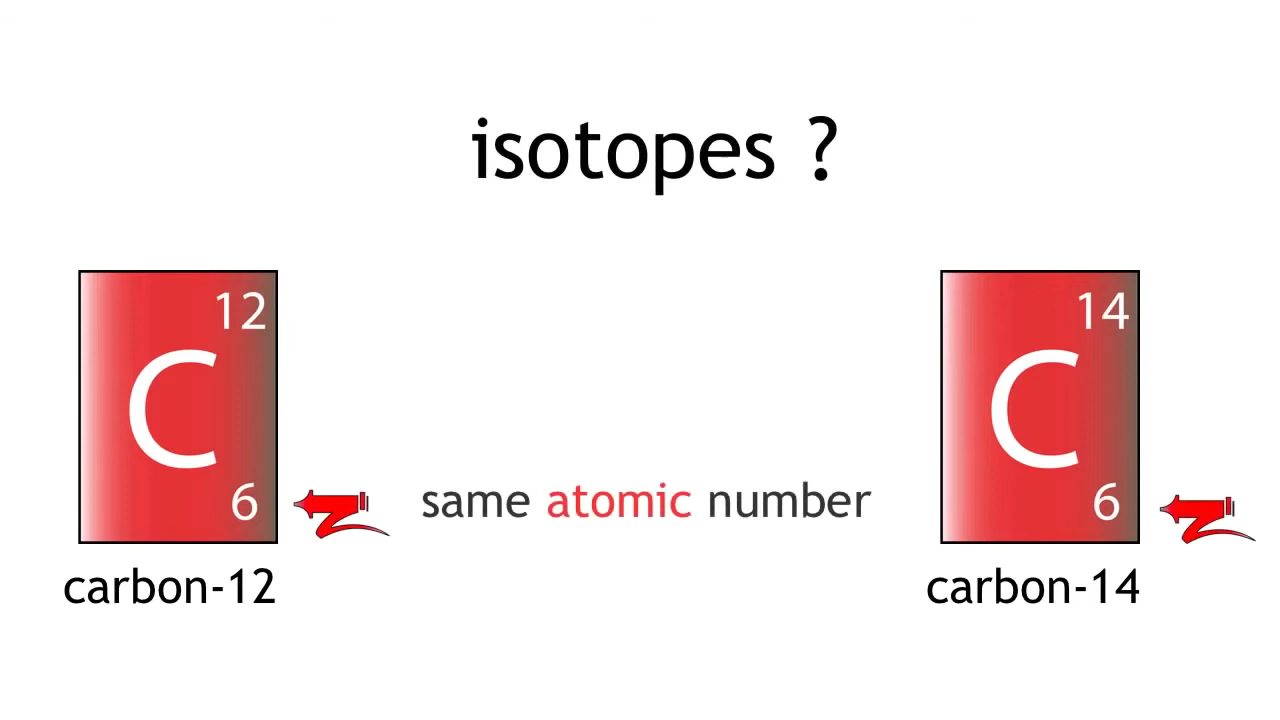 isotopes ?
12
C
6
14
C
6
same atomic number
carbon-12
carbon-14